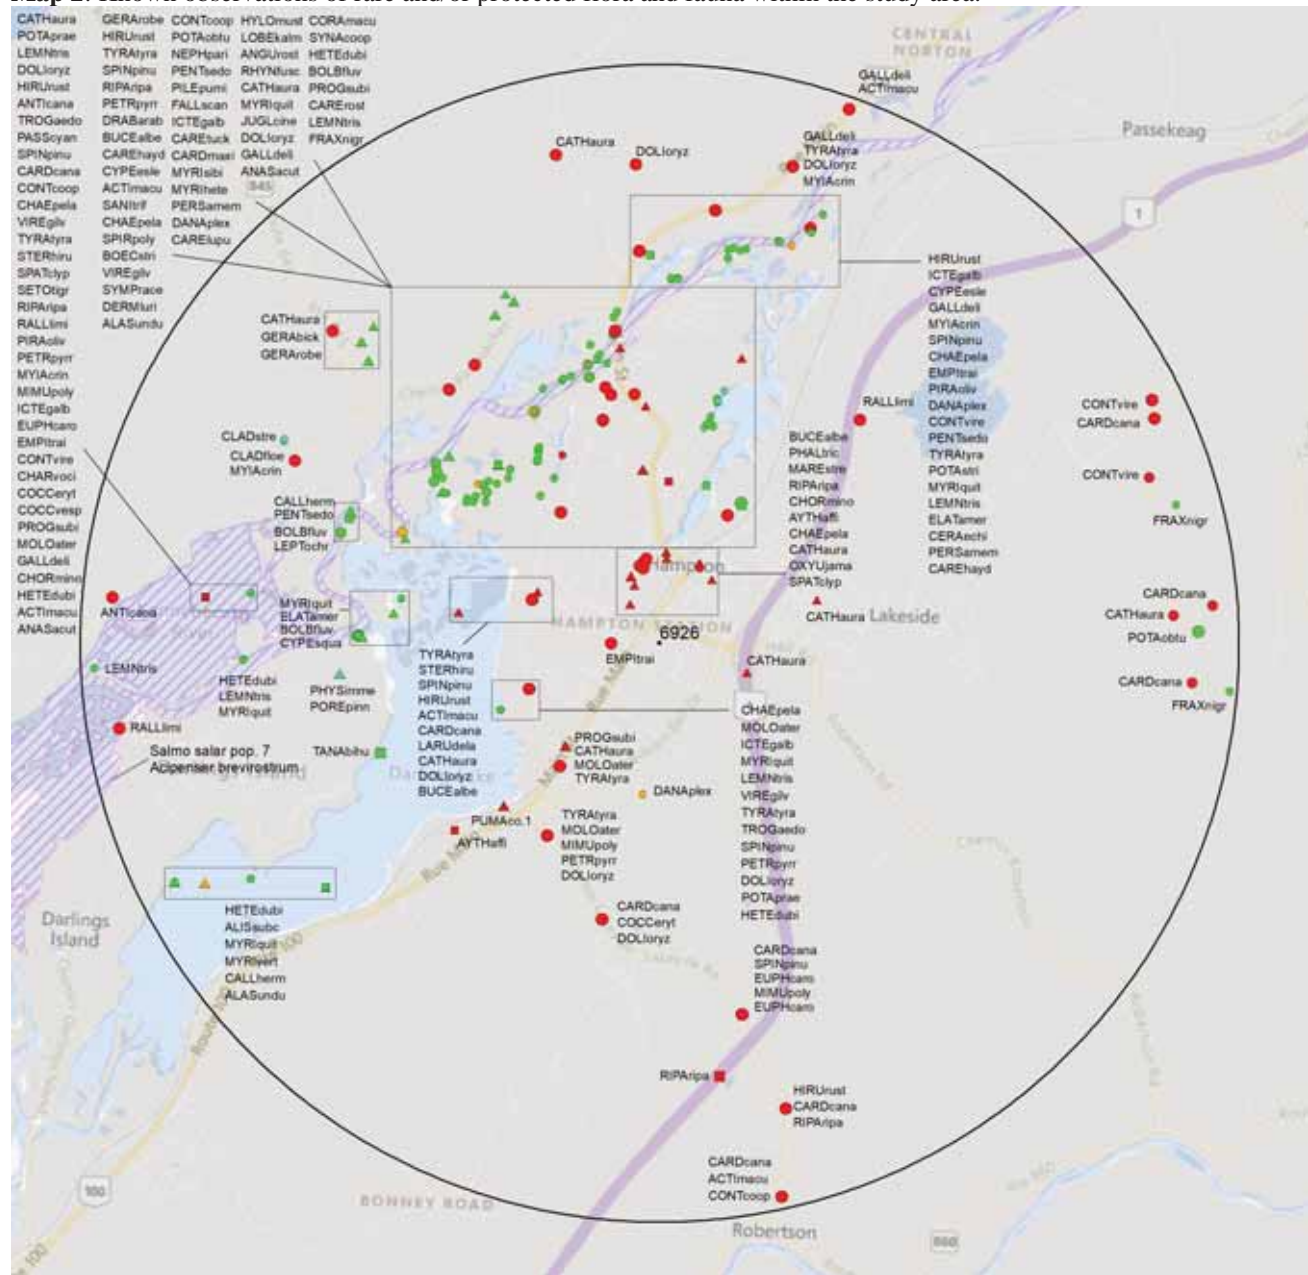 Map 2: Known observations of rare and/or protected flora and fauna within the study area.
CATHaura GERArobe CONTcoop HYLOmust CORAmacu
POTAprae HIRUrust POTAobtu LOBEkalm SYNAcoop
LEMNtris TYRAtyra NEPHpari ANGUrost HETEdubi
DOLIoryz SPINpinu PENTsedo RHYNfusc BOLBfluv
HIRUrust RIPAripa PILEpumi CATHaura PROGsubi
ANTIcana PETRpyrr FALLscan MYRIquit CARErost
TROGaedo DRABarab ICTEgalb JUGLcine LEMNtris
PASScyan BUCEalbe CAREtuck DOLIoryz FRAXnigr
SPINpinu CAREhayd CARDmaxi GALLdeli
CARDcana CYPEesle MYRIsibi ANASacut
CONTcoop ACTImacu MYRIhete
CHAEpela SANItrif PERSamem
VIREgilv CHAEpela DANAplex
TYRAtyra SPIRpoly CARElupu
STERhiru BOECstri
SPATclyp VIREgilv
SETOtigr SYMPrace
RIPAripa DERMluri
RALLlimi ALASundu
PIRAoliv
PETRpyrr
MYIAcrin
MIMUpoly
ICTEgalb
EUPHcaro
EMPItrai
CONTvire
CHARvoci
COCCeryt
COCCvesp
PROGsubi
MOLOater
GALLdeli
CHORmino
HETEdubi
ACTImacu
ANASacut
845
CENTRAL
NORTON
GALLdeli
ACTImacu
Passekeag
CATHaura
DOLIoryz
GALLdeli
TYRAtyra
DOLIoryz
MYIAcrin
1
HIRUrust
ICTEgalb
CYPEesle
GALLdeli
MYIAcrin
SPINpinu
CHAEpela
EMPItrai
PIRAoliv
DANAplex
CONTvire
PENTsedo
TYRAtyra
POTAstri
MYRIquit
LEMNtris
ELATamer
CERAechi
PERSamem
CAREhayd
CATHaura
GERAbick
GERArobe
RALLlimi
CONTvire
CARDcana
CONTvire
FRAXnigr
CLADstre
CLADfloe
MYIAcrin
BUCEalbe
PHALtric
MAREstre
RIPAripa
CHORmino
AYTHaffi
CHAEpela
CATHaura
OXYUjama
SPATclyp
CALLherm
PENTsedo
BOLBfluv
LEPTochr
Hampton
CATHaura Lakeside
CARDcana
CATHaura
POTAobtu
CARDcana
FRAXnigr
ANTIcana
MYRIquit
ELATamer
BOLBfluv
CYPEsqua
HAMPTON STATION
6926
EMPItrai
CATHaura
LEMNtris
HETEdubi
LEMNtris
MYRIquit
PHYSimme
POREpinn
TYRAtyra
STERhiru
SPINpinu
HIRUrust
ACTImacu
CARDcana
LARUdela
CATHaura
DOLIoryz
BUCEalbe
RALLlimi
Salmo salar pop. 7
Acipenser brevirostrum
TANAbihu
CHAEpela
MOLOater
ICTEgalb
MYRIquit
LEMNtris
VIREgilv
TYRAtyra
TROGaedo
SPINpinu
PETRpyrr
DOLIoryz
POTAprae
HETEdubi
PROGsubi
CATHaura
MOLOater
TYRAtyra
DANAplex
PUMAco.1
AYTHaffi
TYRAtyra
MOLOater
MIMUpoly
PETRpyrr
DOLIoryz
Darlings
Island
HETEdubi
ALISsubc
MYRIquit
MYRIvert
CALLherm
ALASundu
Route 100
CARDcana
COCCeryt
DOLIoryz
CARDcana
SPINpinu
EUPHcaro
MIMUpoly
EUPHcaro
RIPAripa
HIRUrust
CARDcana
RIPAripa
CARDcana
ACTImacu
CONTcoop
100
BONNEY ROAD
Robertson
860